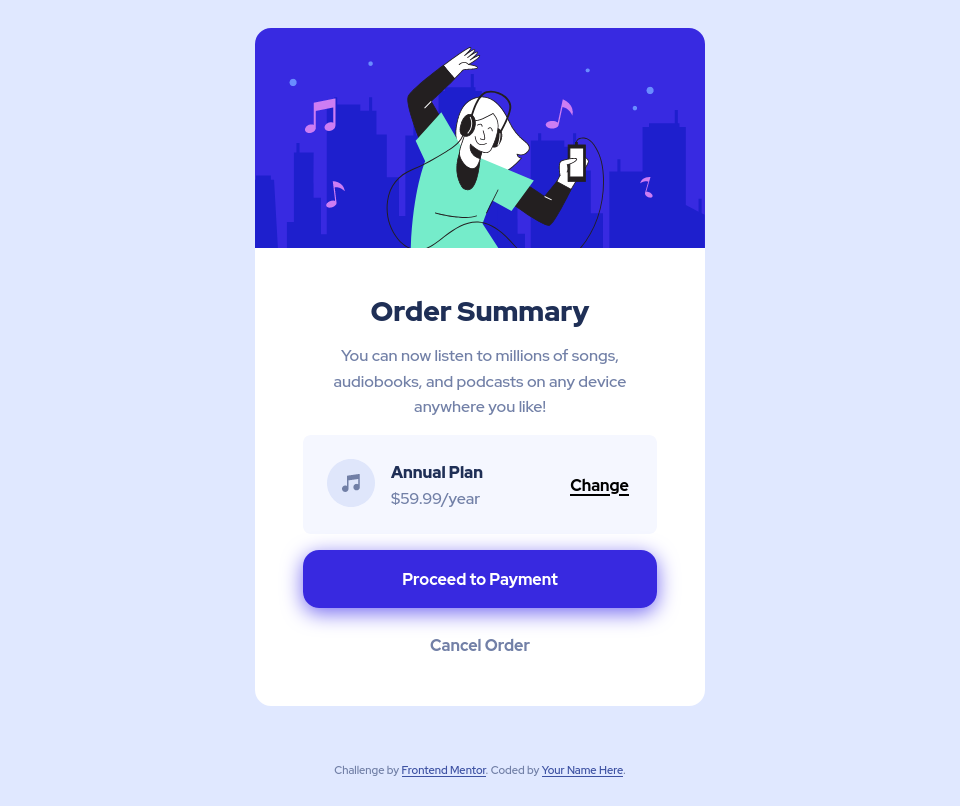 Order Summary
You can now listen to millions of songs,
audiobooks, and podcasts on any device
anywhere you like!
Annual Plan
$59.99/year
Change
Proceed to Payment
Cancel Order
Challenge by Frontend Mentor. Coded by Your Name Here.